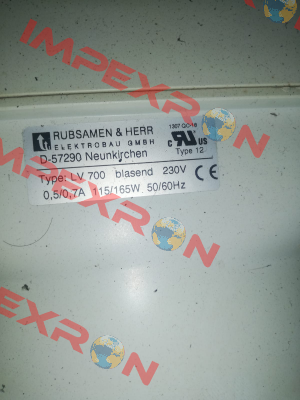 IMPEXRON
RUBSAMEN & HERR
ELEKTROBAU GMBH
D-57290 Neunkirchen
c US
Type 12
Type: LV 700 blasend 230V
0,5/0,7A 115/165W 50/60Hz
CE
IMPEXRON
IMPEXRON